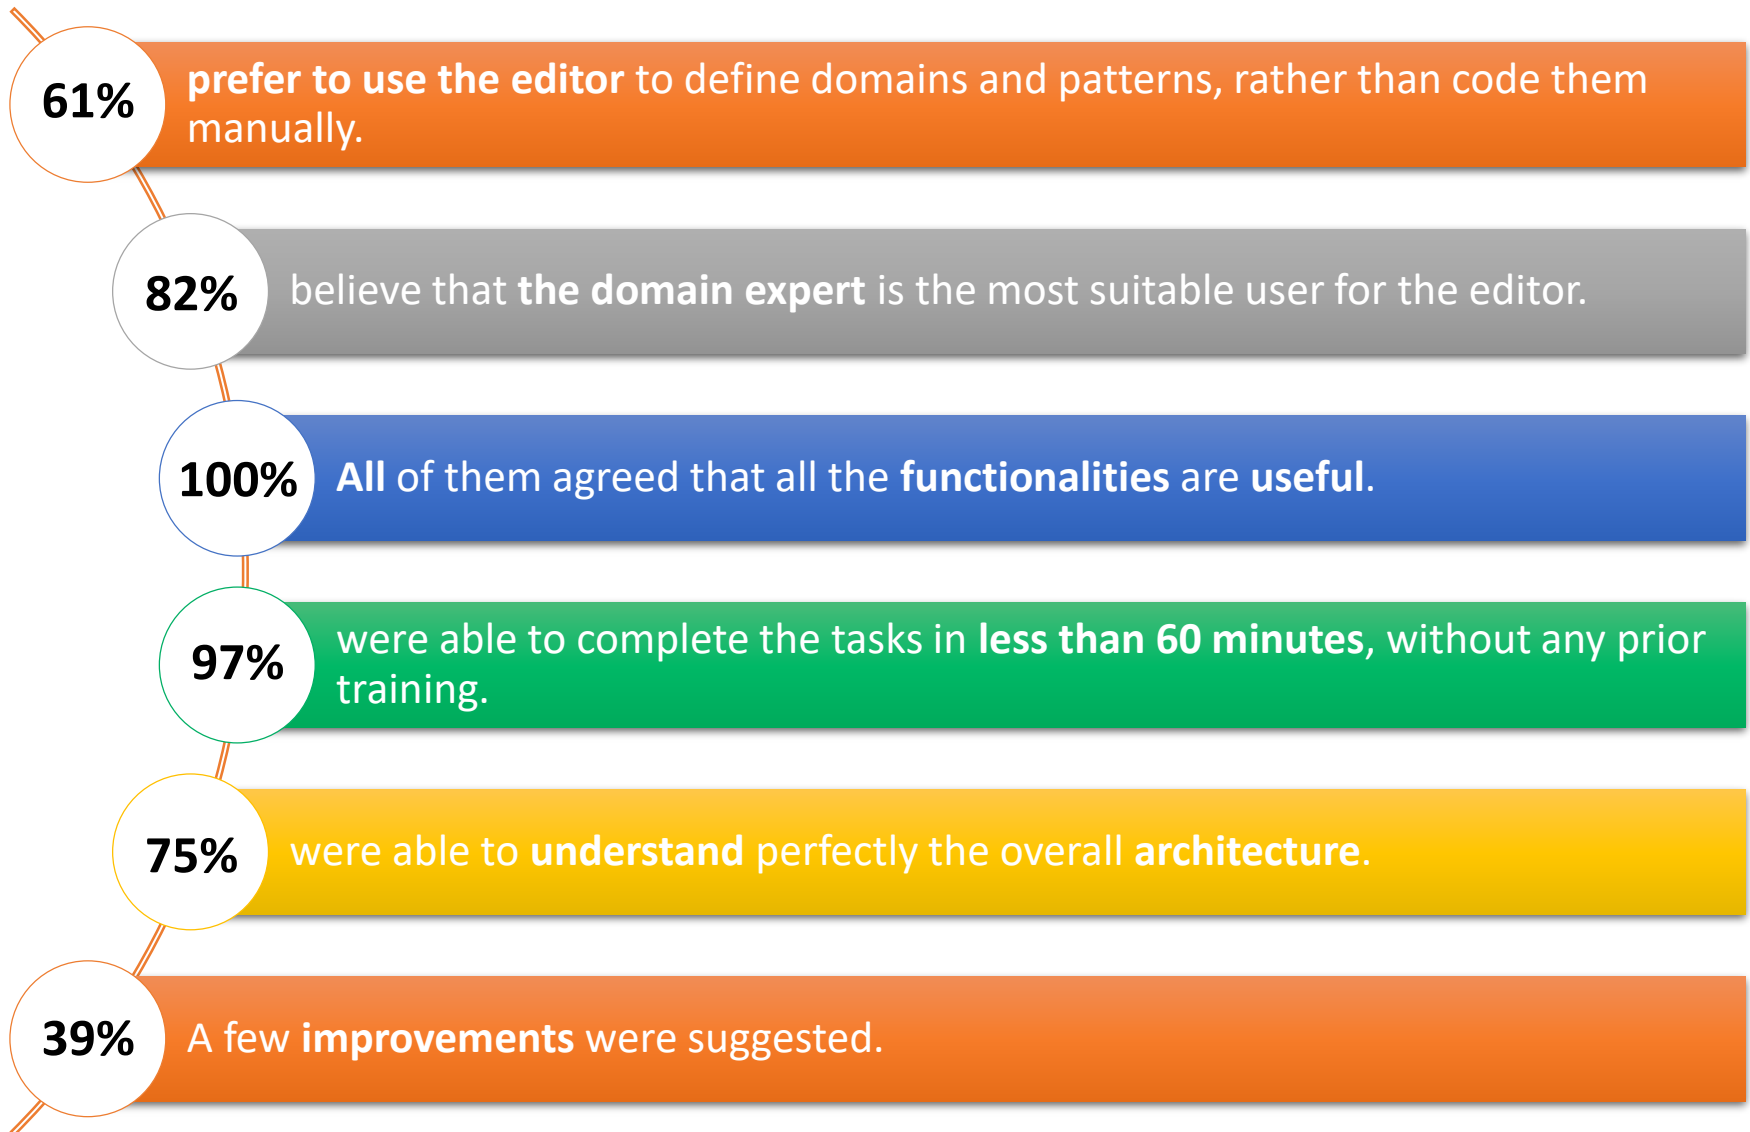 61%
prefer to use the editor to define domains and patterns, rather than code them
manually.
82%
believe that the domain expert is the most suitable user for the editor.
100%
All of them agreed that all the functionalities are useful.
97%
were able to complete the tasks in less than 60 minutes, without any prior
training.
75%
were able to understand perfectly the overall architecture.
39%
A few improvements were suggested.